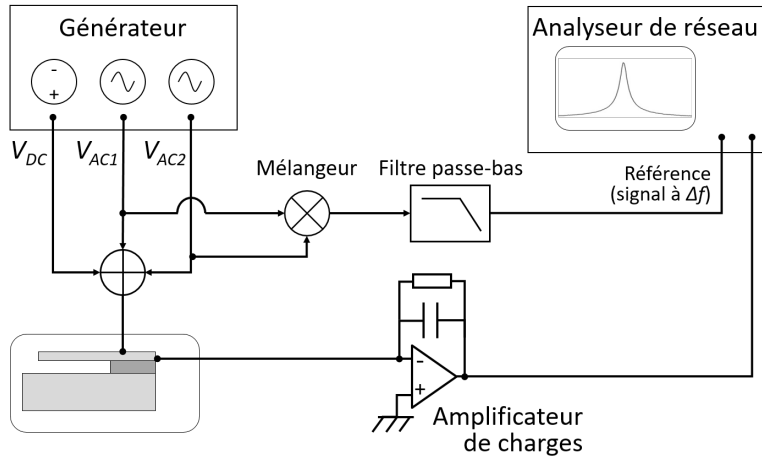 Générateur
Analyseur de réseau
-
+
V_DC
V_AC1
V_AC2
Mélangeur
Filtre passe-bas
Référence
(signal à Δf)
-
+
Amplificateur
de charges